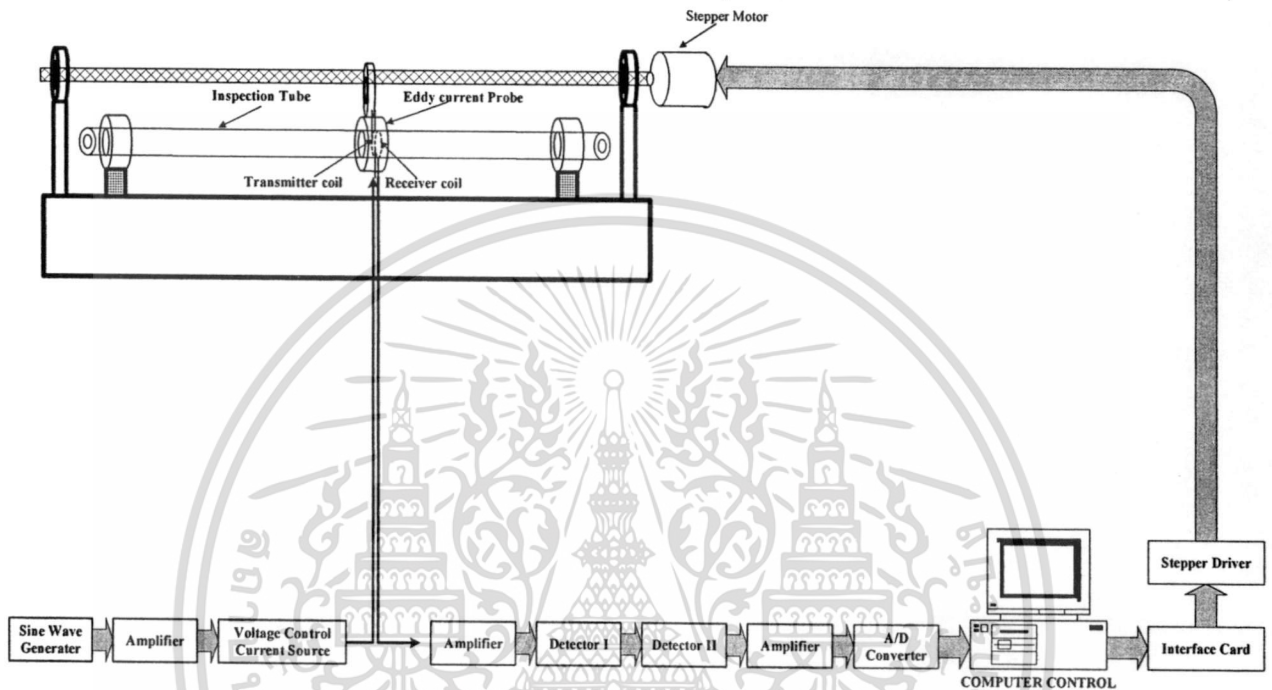 Stepper Motor
Inspection Tube
Eddy current Probe
Transmitter coil
Receiver coil
Stepper Driver
Sine Wave
Generater
Amplifier
Voltage Control
Current Source
Amplifier
Detector I
Detector II
Amplifier
A/D
Converter
COMPUTER CONTROL
Interface Card